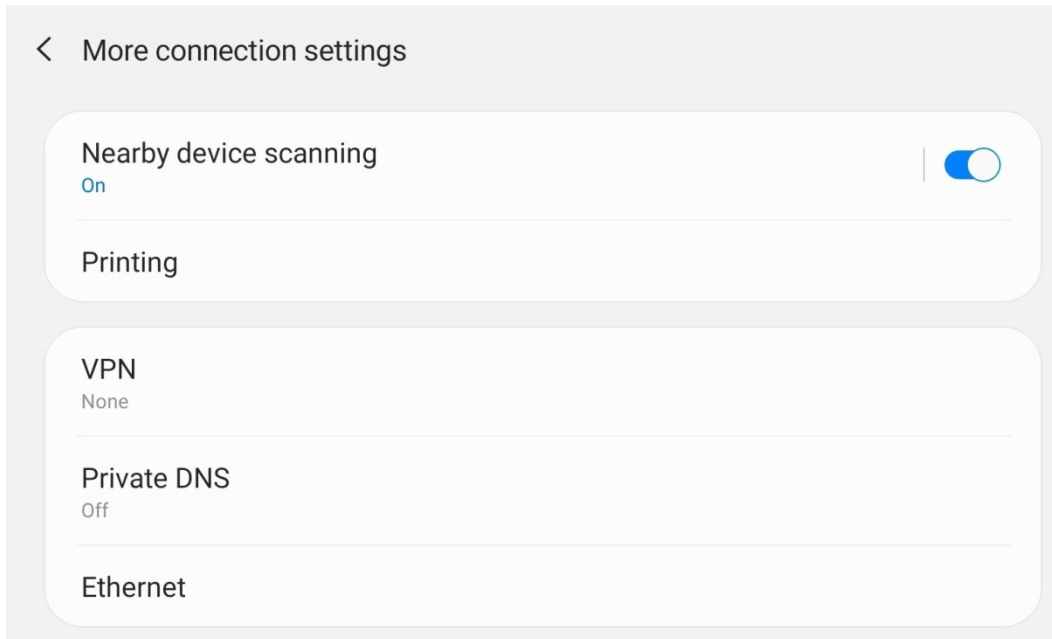 More connection settings
Nearby device scanning
On
Printing
VPN
None
Private DNS
Off
Ethernet